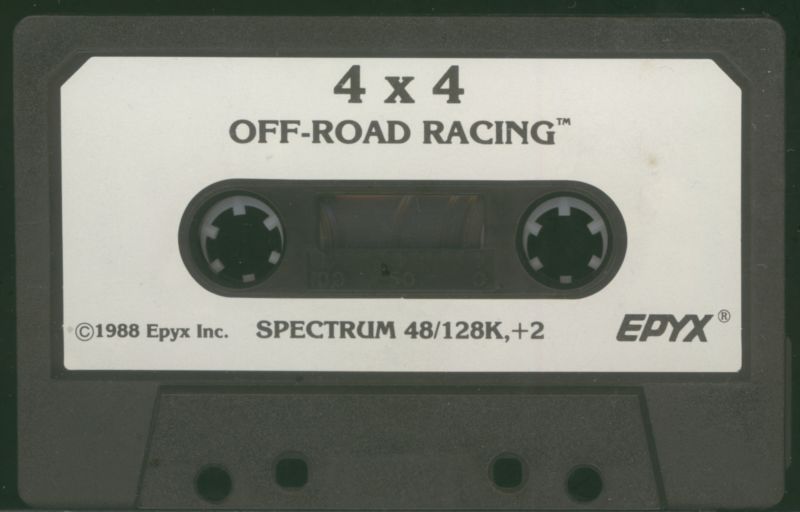 4 x 4
OFF-ROAD RACING™
©1988 Epyx Inc. SPECTRUM 48/128K,+2 EPYX®